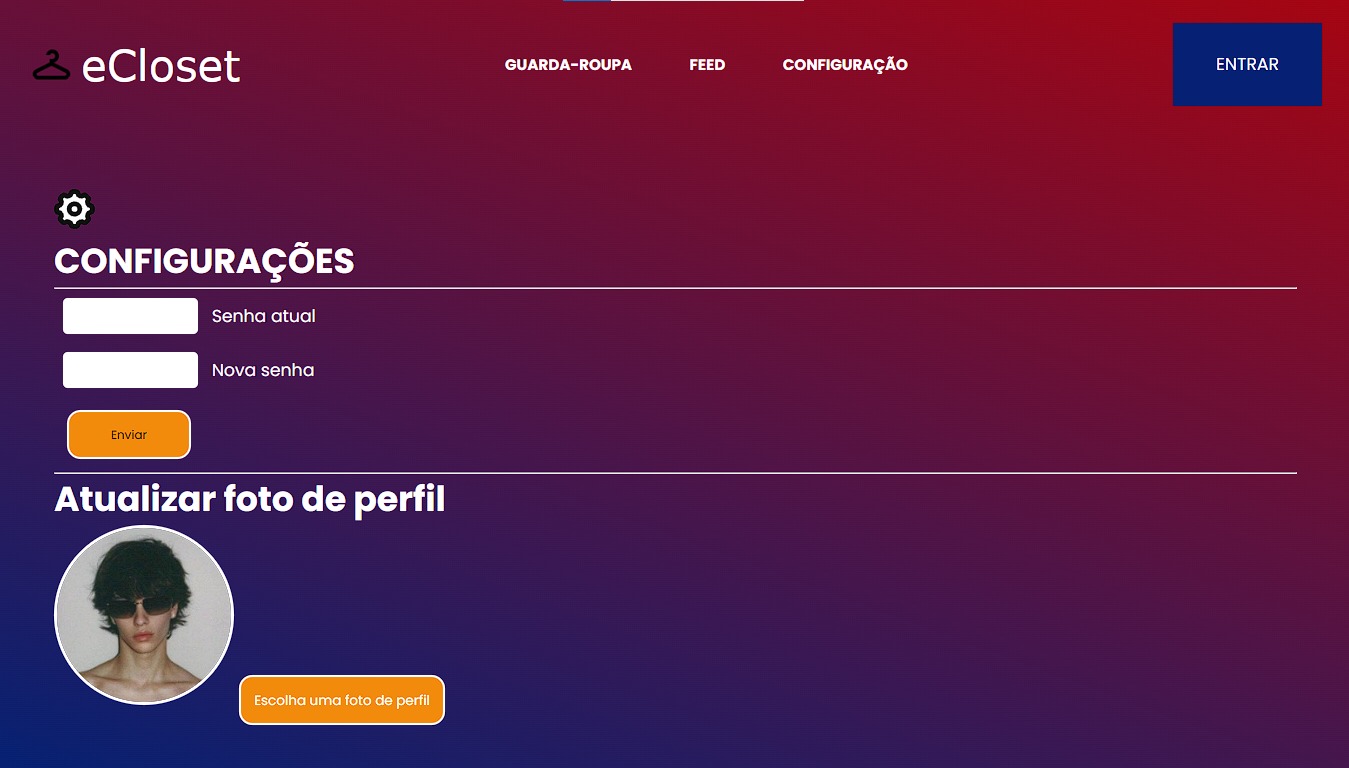 eCloset
GUARDA-ROUPA FEED CONFIGURAÇÃO
ENTRAR
CONFIGURAÇÕES
Senha atual
Nova senha
Enviar
Atualizar foto de perfil
Escolha uma foto de perfil